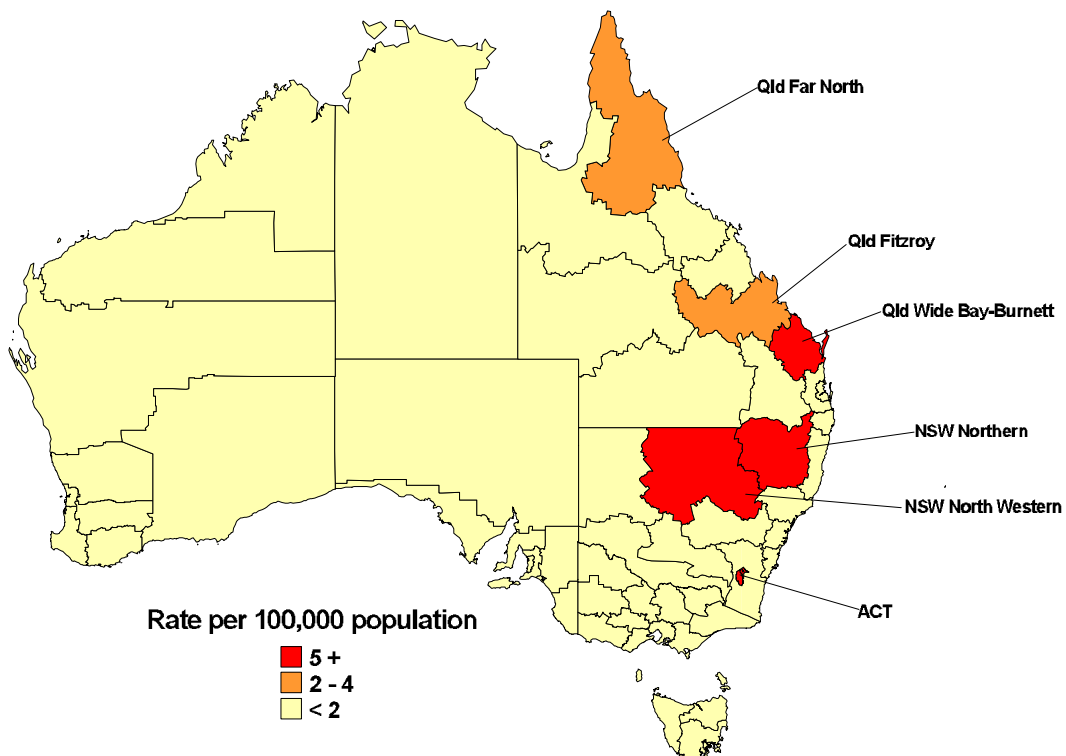 Qld Far North
Qld Fitzroy
Qld Wide Bay-Burnett
NSW Northern
NSW North Western
ACT
Rate per 100,000 population
5 +
2 - 4
< 2